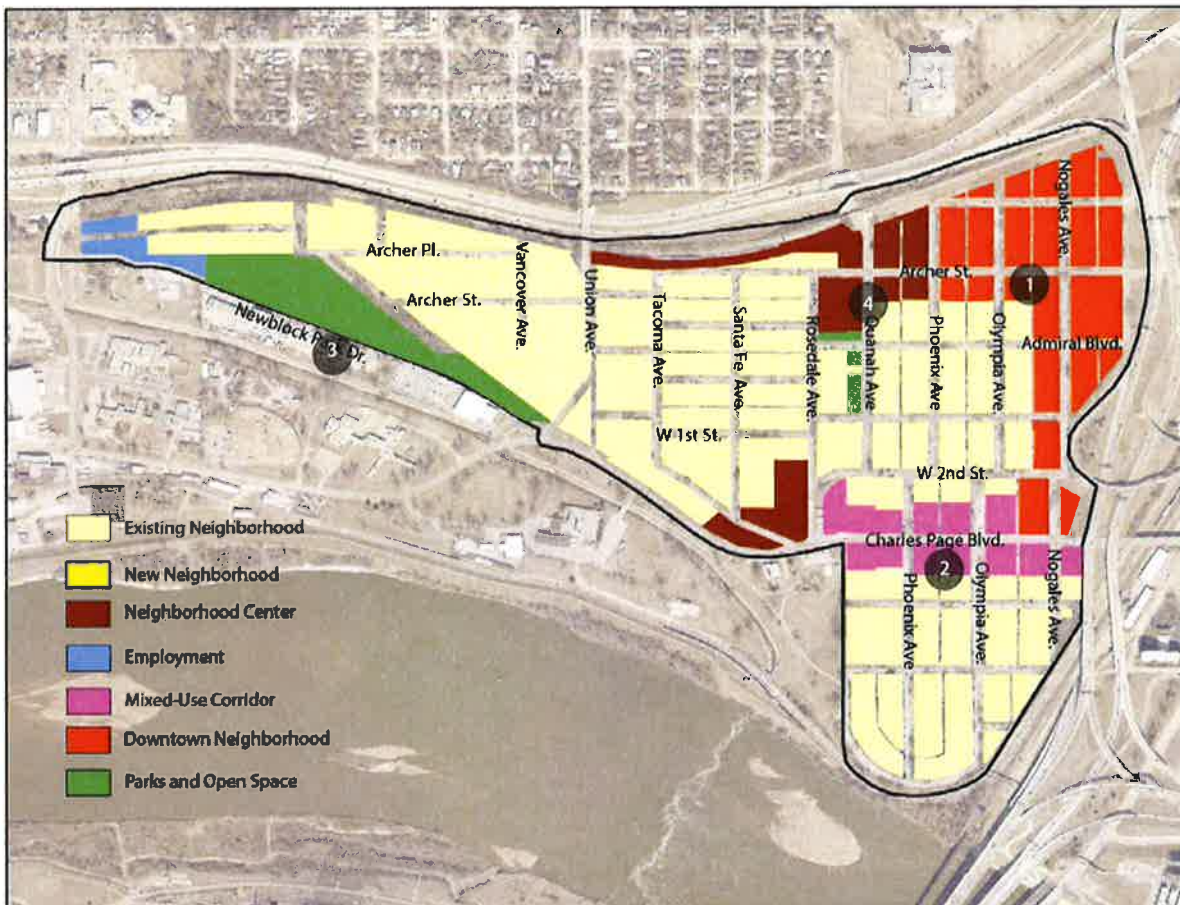 Nogales Ave.
Archer Pl.
Vancover Ave.
Union Ave.
Archer St.
Archer St.
1
4
Tacoma Ave.
Santa Fe Ave.
Rosedale Ave.
Quanah Ave
Phoenix Ave
Olympia Ave.
Admiral Blvd.
Newblock Park Dr.
3
W 1st St.
W 2nd St.
Charles Page Blvd.
2
Phoenix Ave
Olympia Ave.
Nogales Ave.
Existing Neighborhood
New Neighborhood
Neighborhood Center
Employment
Mixed-Use Corridor
Downtown Neighborhood
Parks and Open Space